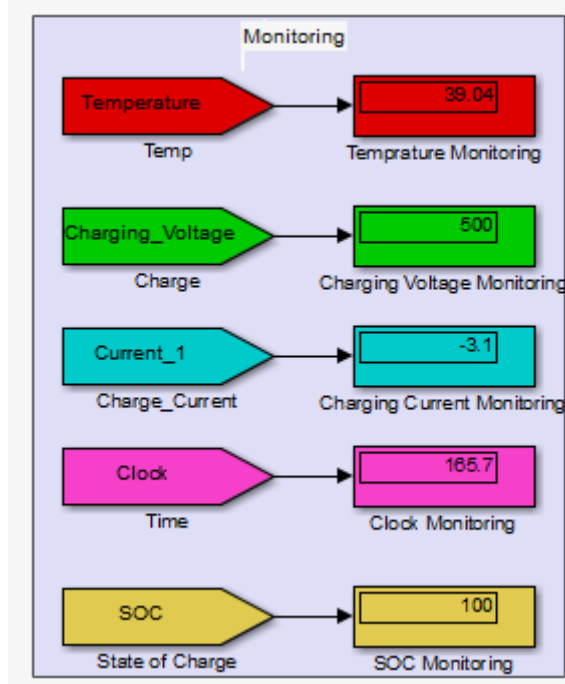 Monitoring
Temperature
39.04
Temp
Temprature Monitoring
Charging_Voltage
500
Charge
Charging Voltage Monitoring
Current_1
-3.1
Charge_Current
Charging Current Monitoring
Clock
165.7
Time
Clock Monitoring
SOC
100
State of Charge
SOC Monitoring